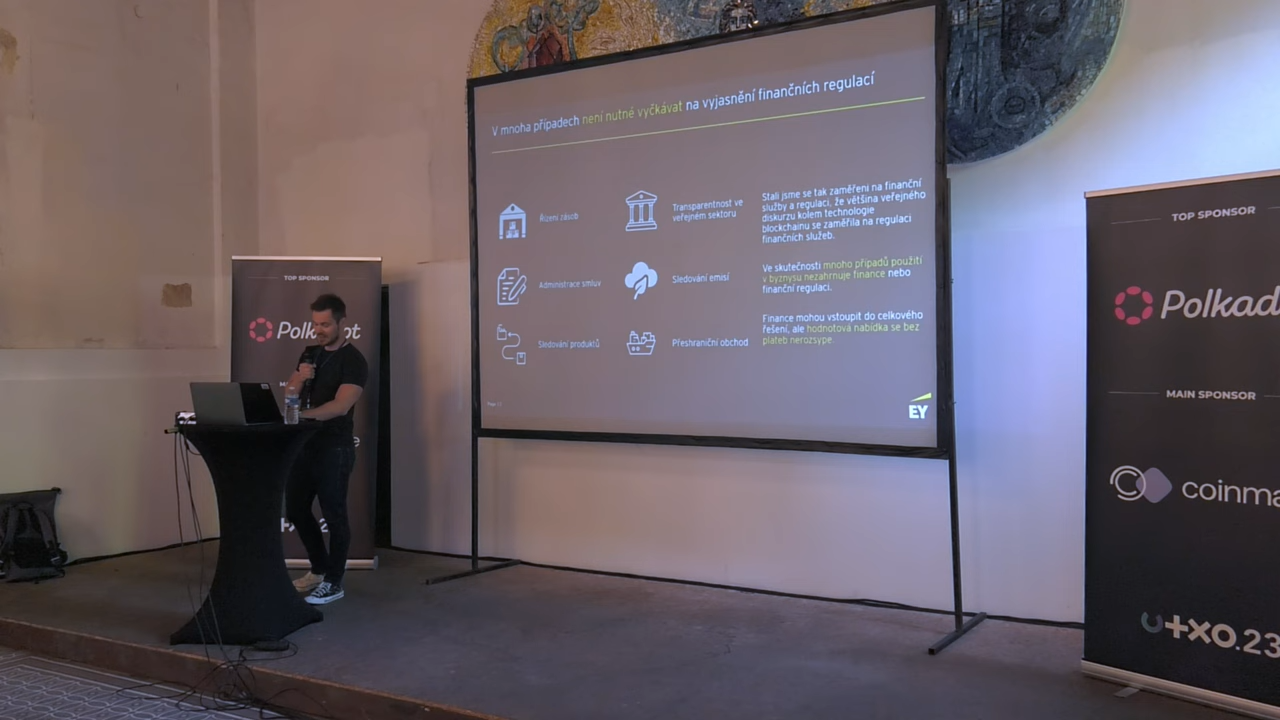 V mnoha případech není nutné vyčkávat na vyjasnění finančních regulací
Řízení zásob
Transparentnost ve
veřejném sektoru
Administrace smluv
Sledování emisí
Sledování produktů
Přeshraniční obchod
Stali jsme se tak zaměřeni na finanční
služby a regulaci, že většina veřejného
diskurzu kolem technologie
blockchainu se zaměřila na regulaci
finančních služeb.
Ve skutečnosti mnoho případů použití
v byznysu nezahrnuje finance nebo
finanční regulaci.
Finance mohou vstoupit do celkového
řešení, ale hodnotová nabídka se bez
plateb nerozsype.
EY
TOP SPONSOR
Polk ot
TOP SPONSOR
Polkad
MAIN SPONSOR
coinma
utxo.23